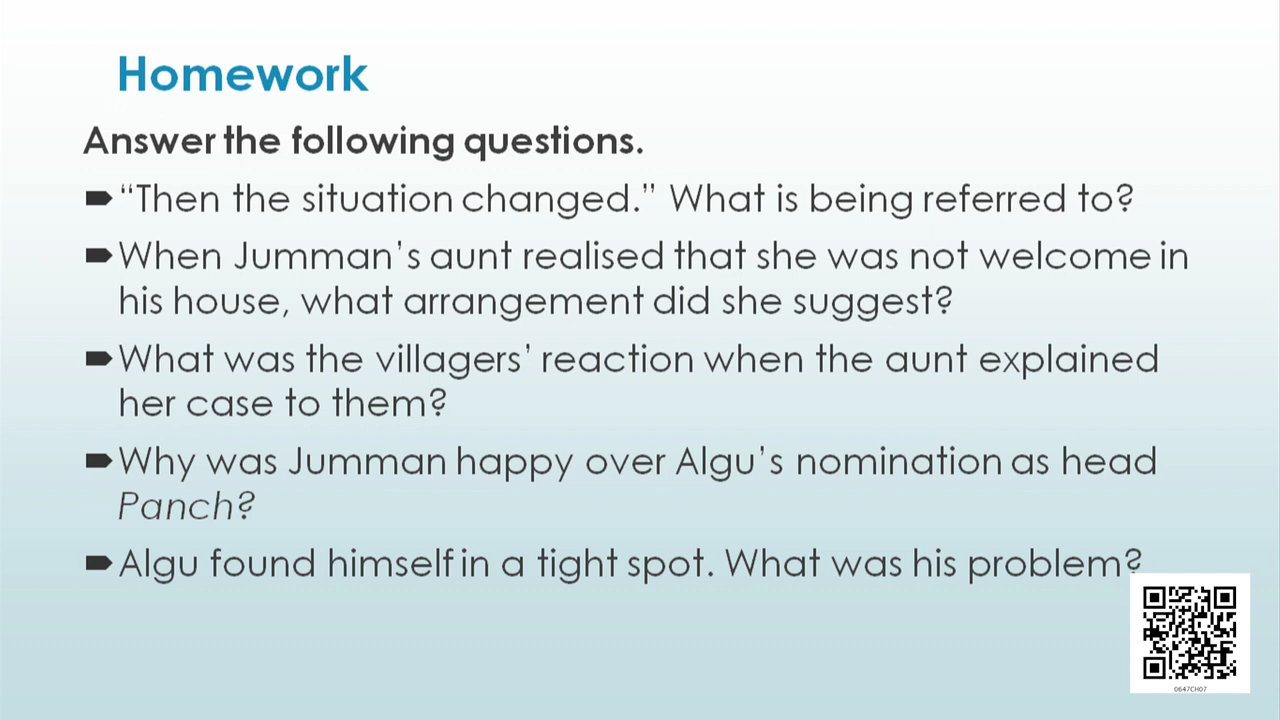 Homework
Answer the following questions.
“Then the situation changed.” What is being referred to?
When Jumman’s aunt realised that she was not welcome in
his house, what arrangement did she suggest?
What was the villagers’ reaction when the aunt explained
her case to them?
Why was Jumman happy over Algu’s nomination as head
Panch?
Algu found himself in a tight spot. What was his problem?
0647CH07